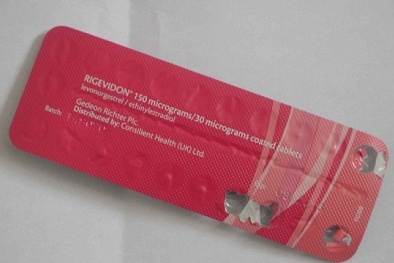 RIGEVIDON® 150 micrograms/30 micrograms coated tablets
levonorgestrel / ethinylestradiol
Gedeon Richter Plc.
Distributed by: Consilient Health (UK) Ltd.
Batch: